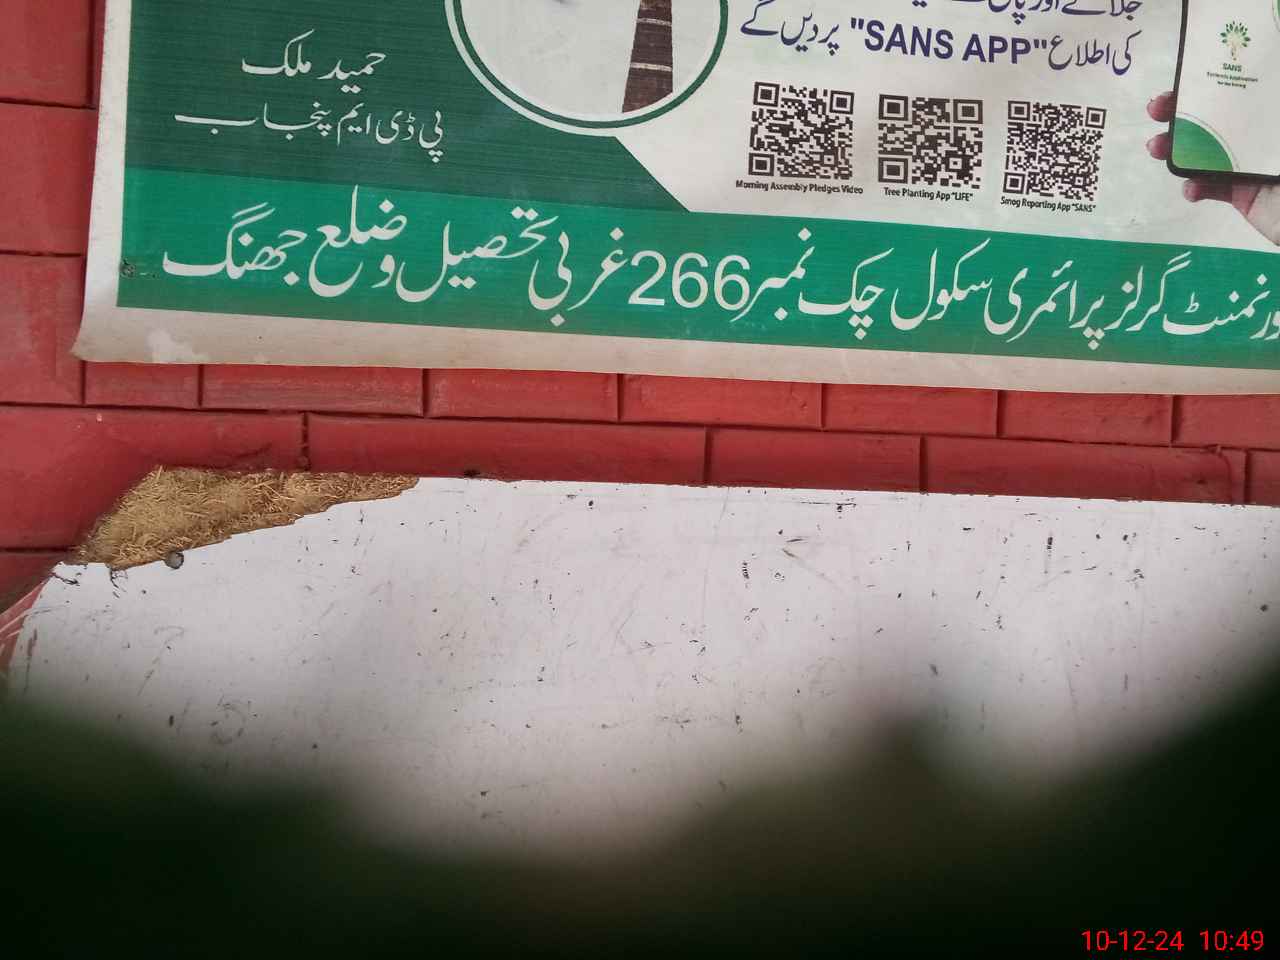 کی اطلاع "SANS APP" پر دیں گے
SANS
حمید ملک
پی ڈی ایم پنجاب
Morning Assembly Pledges Video
Tree Planting App "LIFE"
Smog Reporting App "SANS"
ورنمنٹ گرلز پرائمری سکول چک نمبر 266 غربی تحصیل و ضلع جھنگ
10-12-24 10:49